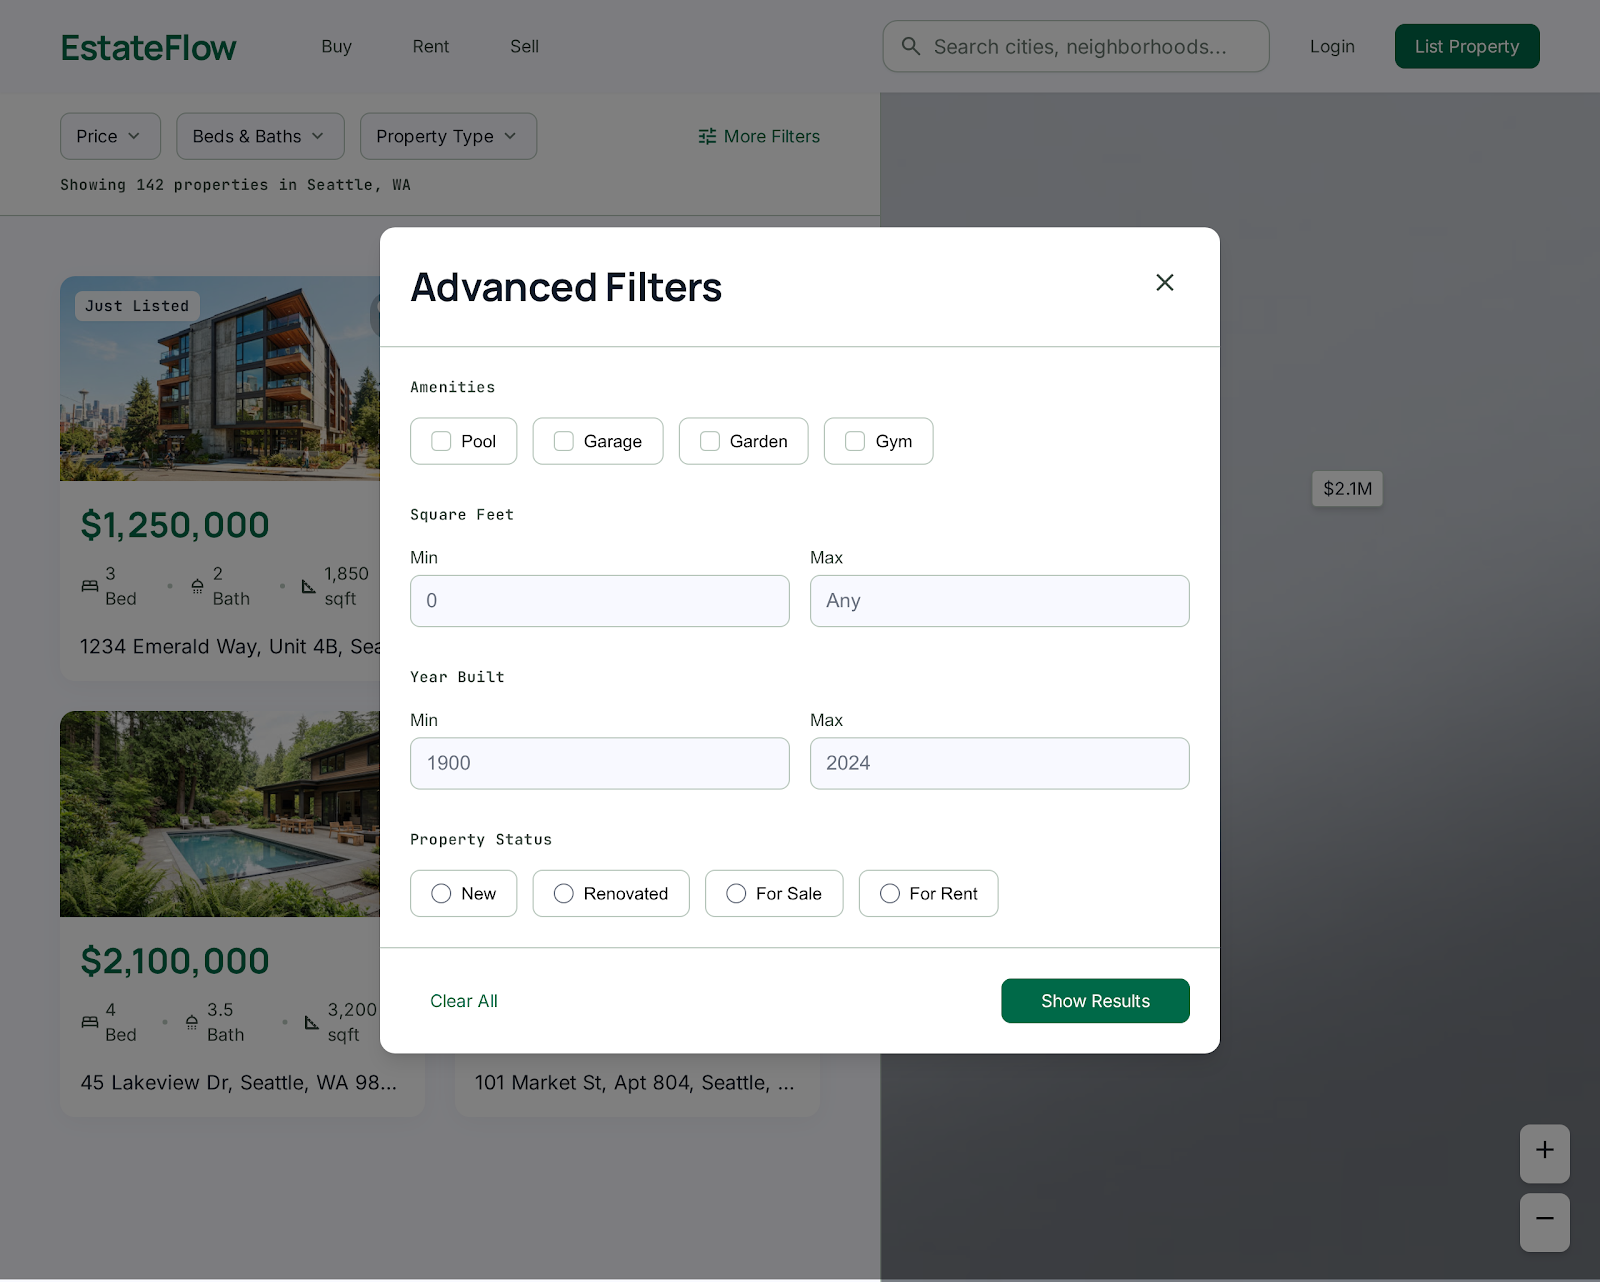 EstateFlow
Buy
Rent
Sell
Search cities, neighborhoods...
Login
List Property
Price
Beds & Baths
Property Type
More Filters
Showing 142 properties in Seattle, WA
Just Listed
$1,250,000
3 Bed
2 Bath
1,850 sqft
1234 Emerald Way, Unit 4B, Sea
$2,100,000
4 Bed
3.5 Bath
3,200 sqft
45 Lakeview Dr, Seattle, WA 98...
101 Market St, Apt 804, Seattle, ...
Advanced Filters
Amenities
Pool
Garage
Garden
Gym
Square Feet
Min
Max
0
Any
Year Built
Min
Max
1900
2024
Property Status
New
Renovated
For Sale
For Rent
Clear All
Show Results
$2.1M
+
−